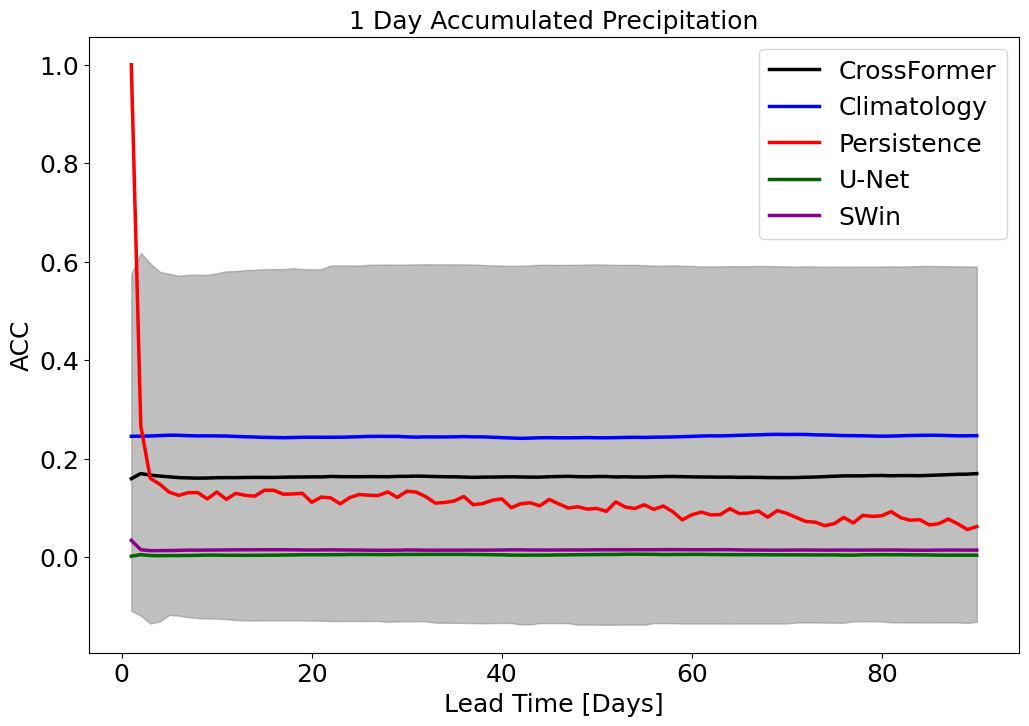 1 Day Accumulated Precipitation
CrossFormer
Climatology
Persistence
U-Net
SWin
ACC
1.0
0.8
0.6
0.4
0.2
0.0
0
20
40
60
80
Lead Time [Days]